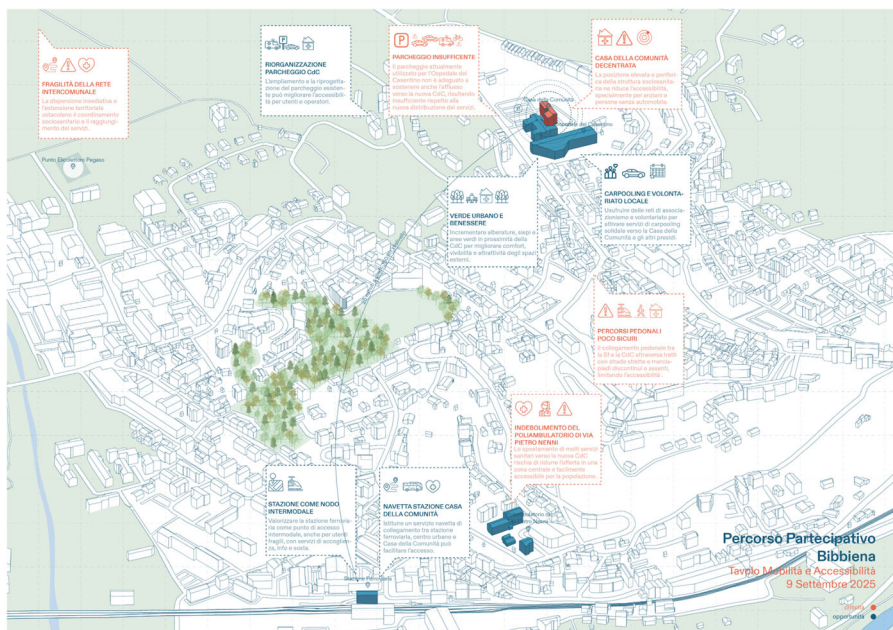 FRAGILITÀ DELLA RETE
INTERCOMUNALE
La dispersione insediativa e
l'estensione territoriale
ostacolano il coordinamento
sociosanitario e il raggiungi-
mento dei servizi.
RIORGANIZZAZIONE
PARCHEGGIO CdC
L'ampliamento e la riprogetta-
zione del parcheggio esisten-
te può migliorare l'accessibili-
tà per utenti e operatori.
P
PARCHEGGIO INSUFFICENTE
Il parcheggio attualmente
utilizzato per l'Ospedale del
Casentino non è adeguato a
sostenere anche l'afflusso
verso la nuova CdC, risultando
insufficiente rispetto alla
nuova distribuzione dei servizi.
CASA DELLA COMUNITÀ
DECENTRATA
La posizione elevata e periferi-
ca della struttura sociosanita-
ria ne riduce l'accessibilità,
specialmente per anziani e
persone senza automobile.
Casa della Comunità
Ospedale del Casentino
Punto Elevazione Pegaso
VERDE URBANO E
BENESSERE
Incrementare alberature, siepi e
aree verdi in prossimità della
CdC per migliorare comfort,
vivibilità e attrattività degli spazi
esterni.
CARPOOLING E VOLONTA-
RIATO LOCALE
Usufruire delle reti di associa-
zionismo e volontariato per
attivare servizi di carpooling
solidale verso la Casa della
Comunità e gli altri presidi.
PERCORSI PEDONALI
POCO SICURI
Il collegamento pedonale tra
la SI e la CdC attraversa tratti
con strade strette e marcia-
piedi discontinui o assenti,
limitando l'accessibilità.
INDEBOLIMENTO DEL
POLIAMBULATORIO DI VIA
PIETRO NENNI
Lo spostamento di molti servizi
sanitari verso la nuova CdC
rischia di ridurre l'offerta in una
zona centrale e facilmente
accessibile per la popolazione.
STAZIONE COME NODO
INTERMODALE
Valorizzare la stazione ferrovia-
ria come punto di accesso
intermodale, anche per utenti
fragili, con servizi di accoglien-
za, info e sosta.
NAVETTA STAZIONE CASA
DELLA COMUNITÀ
Istituire un servizio navetta di
collegamento tra stazione
ferroviaria, centro urbano e
Casa della Comunità può
facilitare l'accesso.
Pietro Nenni
Percorso Partecipativo
Bibbiena
Tavolo Mobilità e Accessibilità
9 Settembre 2025
criticità
opportunità